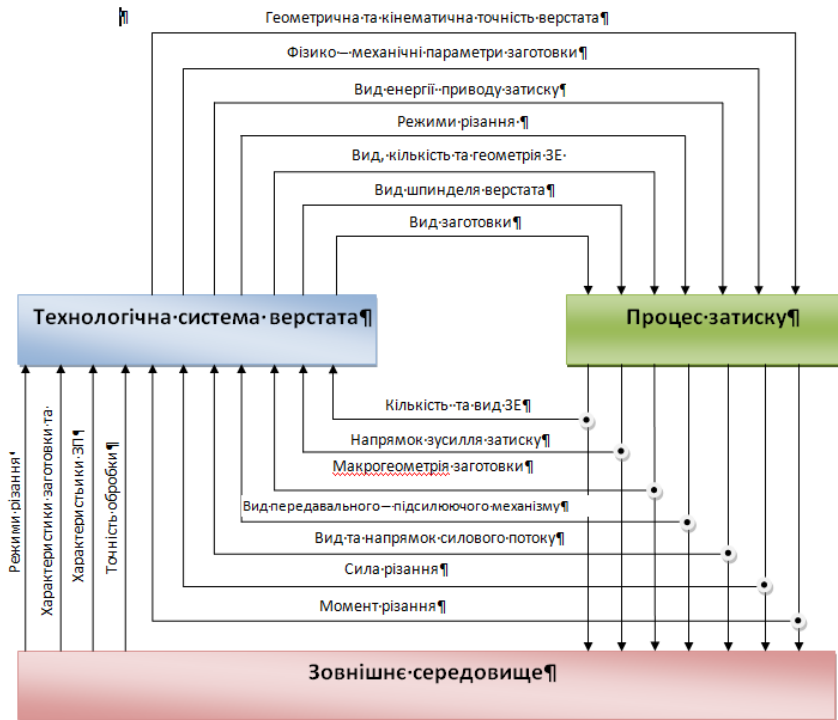 ¶
Геометрична·та·кінематична·точність·верстата¶
Фізико–·механічні·параметри·заготовки¶
Вид·енергії··приводу·затиску¶
Режими·різання·¶
Вид,·кількість·та·геометрія·ЗЕ·
Вид·шпинделя·верстата¶
Вид·заготовки¶
Технологічна·система·верстата¶
Процес·затиску¶
Кількість··та·вид·ЗЕ¶
Напрямок·зусилля·затиску¶
Макрогеометрія·заготовки¶
Вид·передавального–·підсилюючого·механізму¶
Вид·та·напрямок·силового·потоку¶
Сила·різання¶
Момент·різання¶
Режими·різання¶
Характеристики·заготовки·та·
Характеристьики·ЗП¶
Точність·обробки¶
Зовнішнє·середовище¶